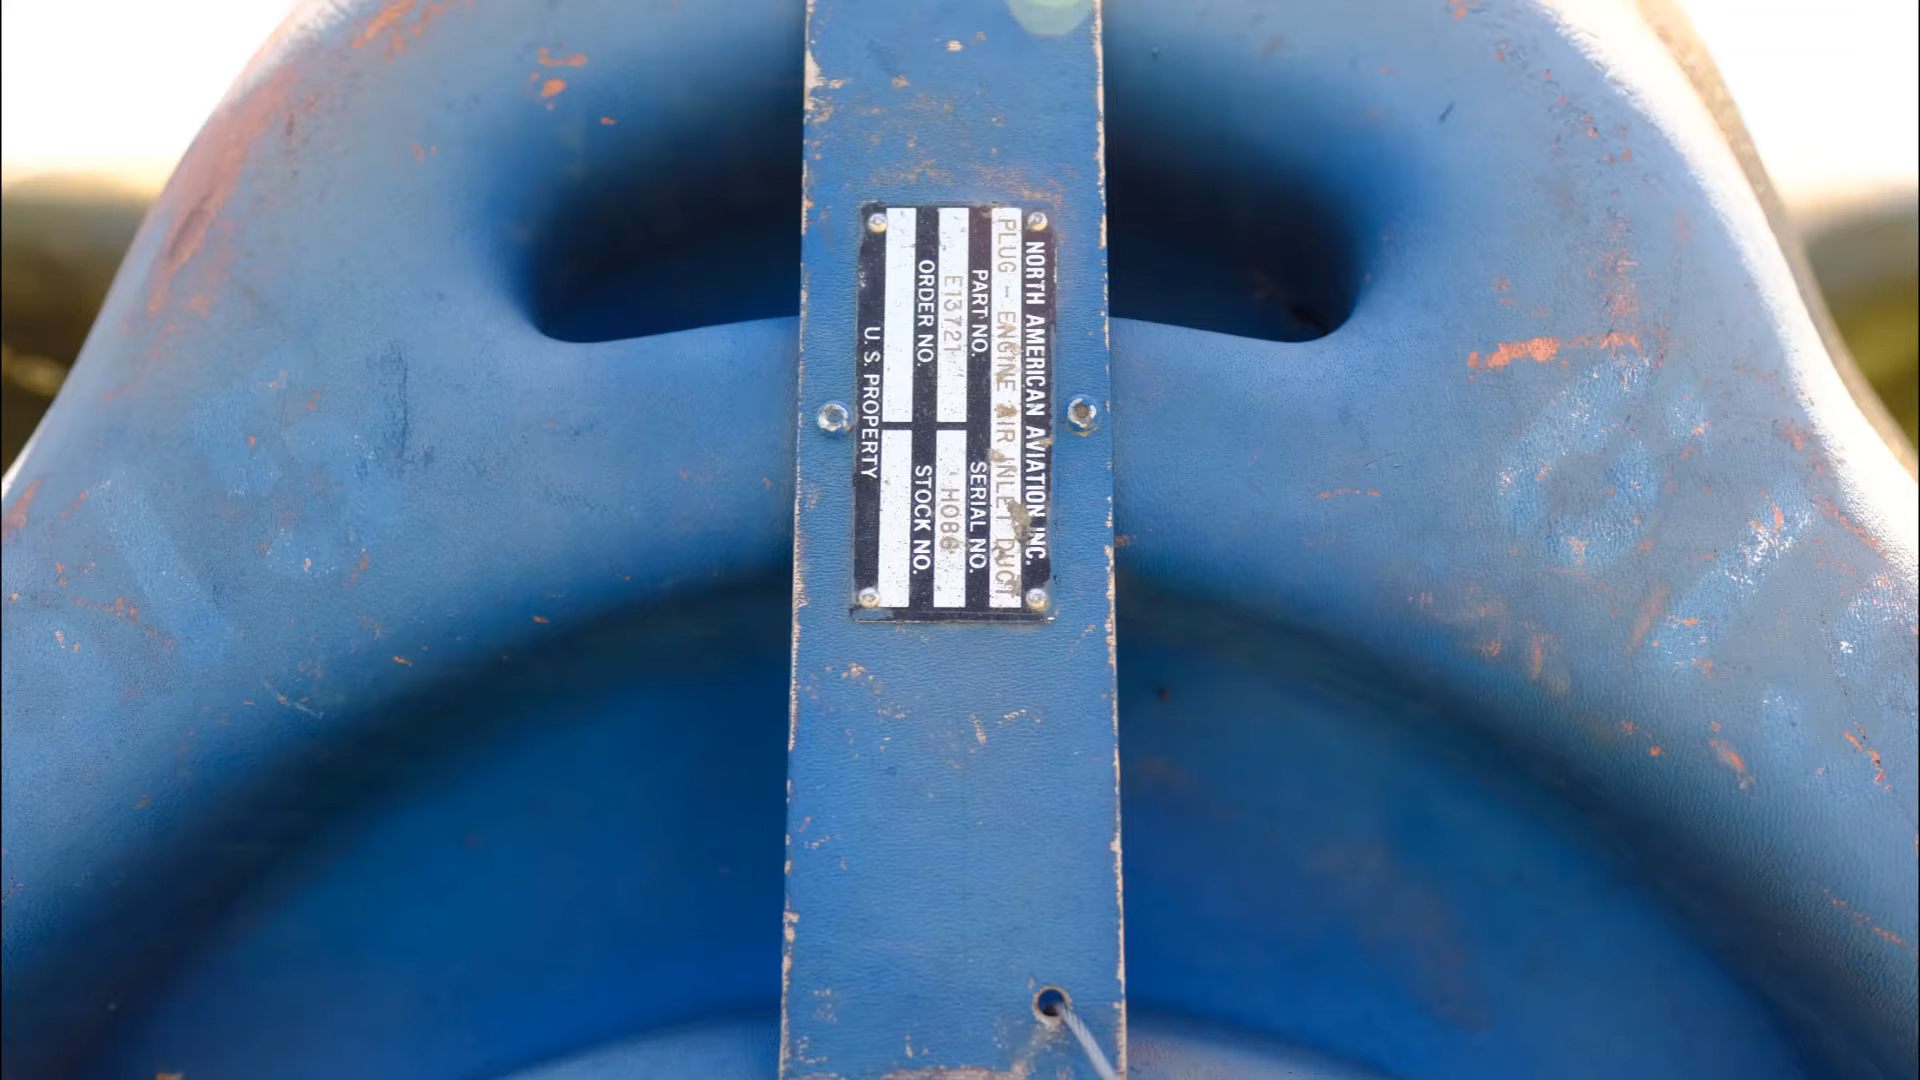 NORTH AMERICAN AVIATION INC.
PLUG - ENGINE AIR INLET DUCT
PART NO. SERIAL NO.
E13721 H086
ORDER NO. STOCK NO.
U. S. PROPERTY